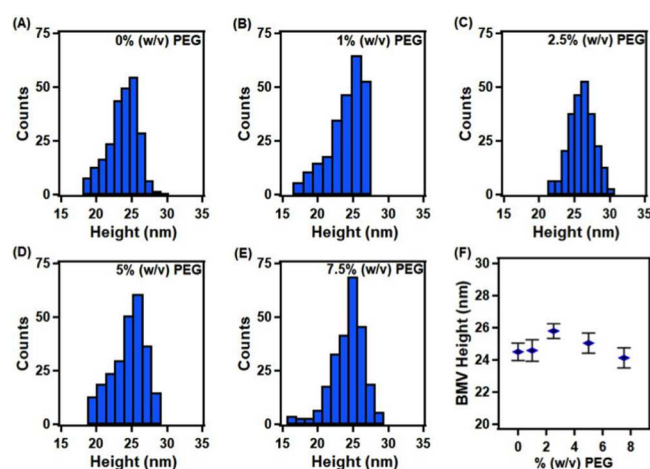 (A)
0% (w/v) PEG
75
50
25
0
Counts
15 20 25 30 35
Height (nm)
(B)
1% (w/v) PEG
75
50
25
0
Counts
15 20 25 30 35
Height (nm)
(C)
2.5% (w/v) PEG
75
50
25
0
Counts
15 20 25 30 35
Height (nm)
(D)
5% (w/v) PEG
75
50
25
0
Counts
15 20 25 30 35
Height (nm)
(E)
7.5% (w/v) PEG
75
50
25
0
Counts
15 20 25 30 35
Height (nm)
(F)
30
28
26
24
22
20
BMV Height (nm)
0 2 4 6 8
% (w/v) PEG